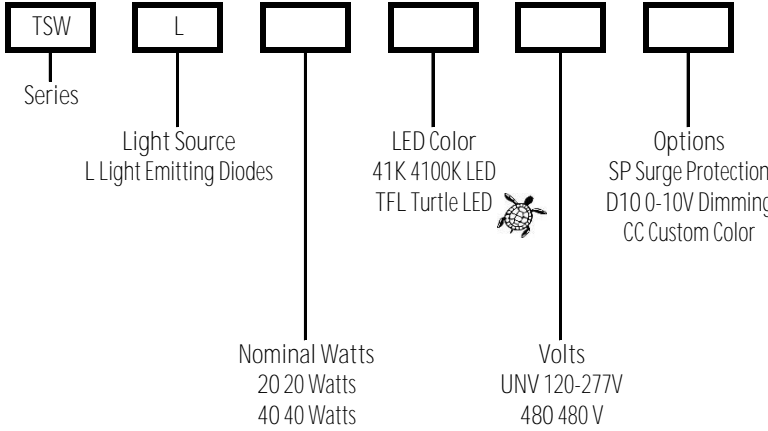 TSW
L
Series
Light Source
L Light Emitting Diodes
LED Color
41K 4100K LED
TFL Turtle LED
Options
SP Surge Protection
D10 0-10V Dimming
CC Custom Color
Nominal Watts
20 20 Watts
40 40 Watts
Volts
UNV 120-277V
480 480 V